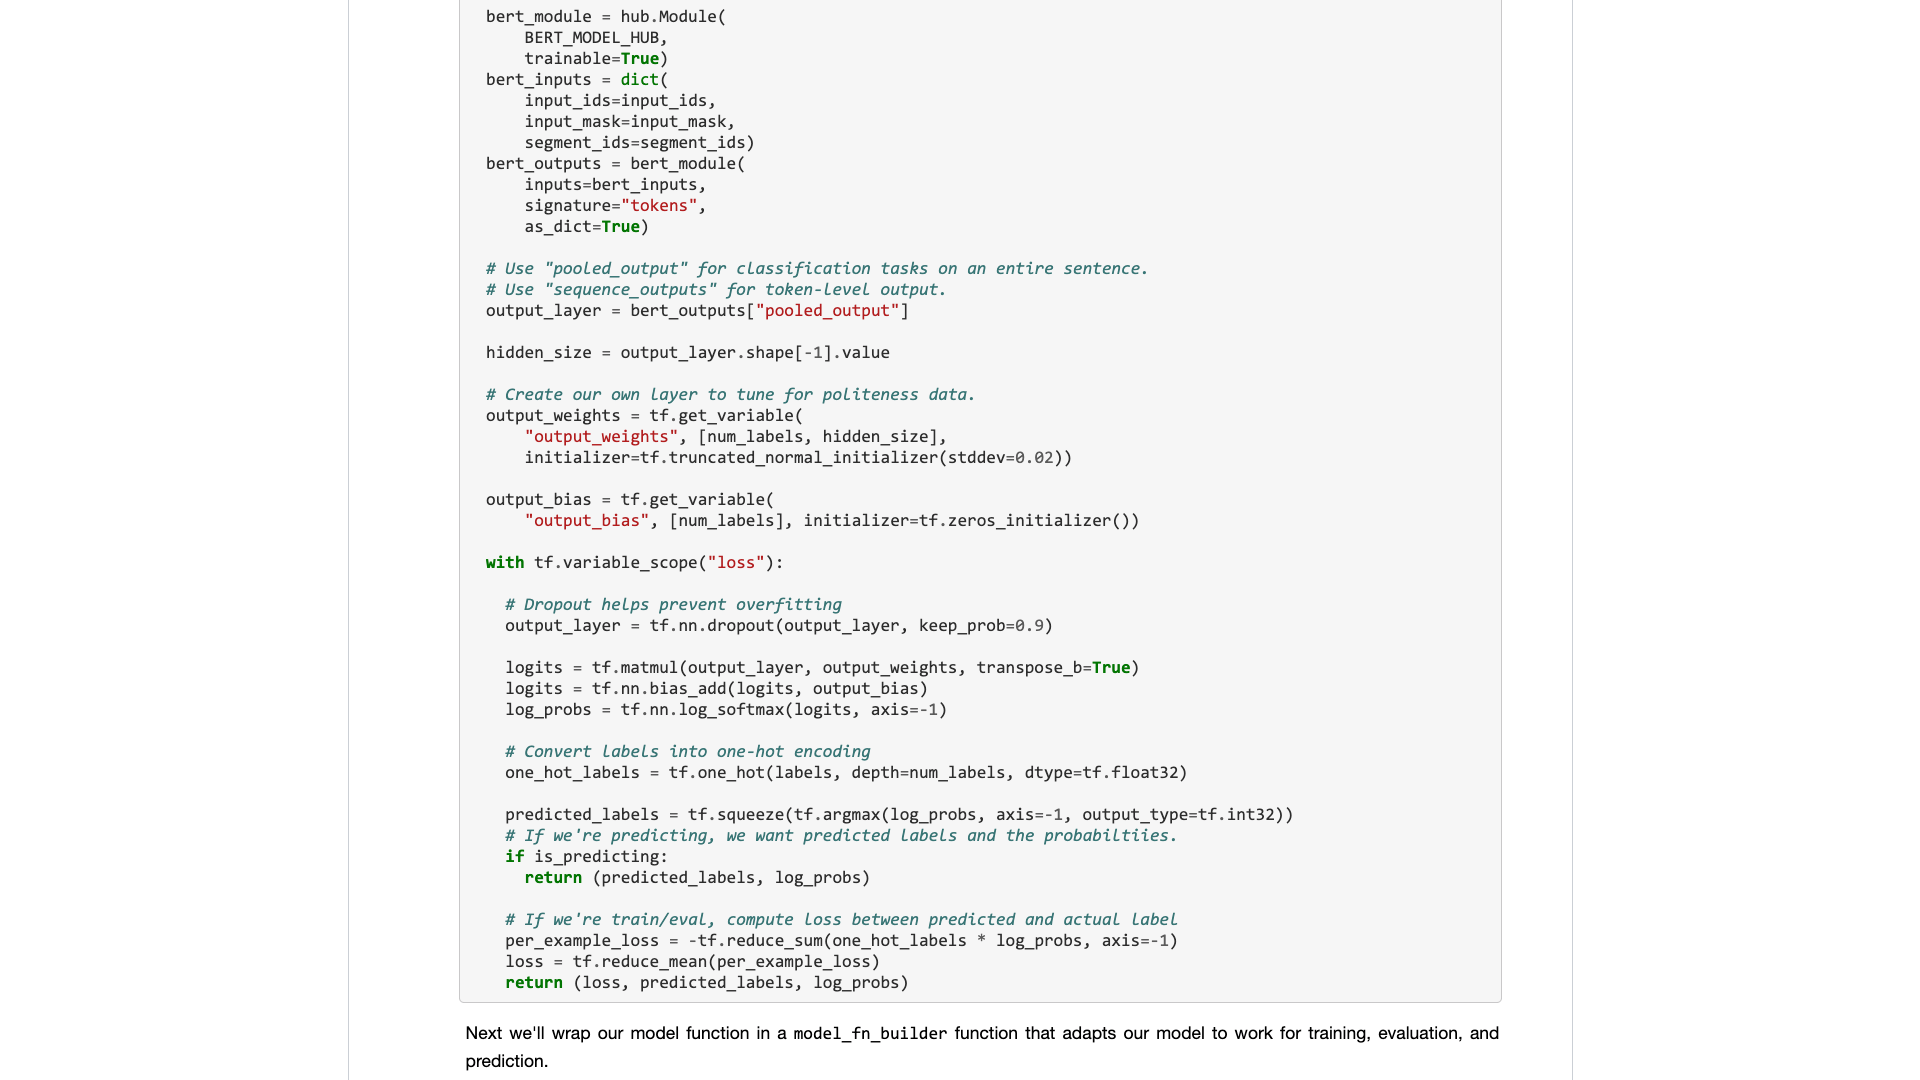 bert_module = hub.Module(
    BERT_MODEL_HUB,
    trainable=True)
bert_inputs = dict(
    input_ids=input_ids,
    input_mask=input_mask,
    segment_ids=segment_ids)
bert_outputs = bert_module(
    inputs=bert_inputs,
    signature="tokens",
    as_dict=True)

# Use "pooled_output" for classification tasks on an entire sentence.
# Use "sequence_outputs" for token-level output.
output_layer = bert_outputs["pooled_output"]

hidden_size = output_layer.shape[-1].value

# Create our own layer to tune for politeness data.
output_weights = tf.get_variable(
    "output_weights", [num_labels, hidden_size],
    initializer=tf.truncated_normal_initializer(stddev=0.02))

output_bias = tf.get_variable(
    "output_bias", [num_labels], initializer=tf.zeros_initializer())

with tf.variable_scope("loss"):

  # Dropout helps prevent overfitting
  output_layer = tf.nn.dropout(output_layer, keep_prob=0.9)

  logits = tf.matmul(output_layer, output_weights, transpose_b=True)
  logits = tf.nn.bias_add(logits, output_bias)
  log_probs = tf.nn.log_softmax(logits, axis=-1)

  # Convert labels into one-hot encoding
  one_hot_labels = tf.one_hot(labels, depth=num_labels, dtype=tf.float32)

  predicted_labels = tf.squeeze(tf.argmax(log_probs, axis=-1, output_type=tf.int32))
  # If we're predicting, we want predicted labels and the probabiltiies.
  if is_predicting:
    return (predicted_labels, log_probs)

  # If we're train/eval, compute loss between predicted and actual label
  per_example_loss = -tf.reduce_sum(one_hot_labels * log_probs, axis=-1)
  loss = tf.reduce_mean(per_example_loss)
  return (loss, predicted_labels, log_probs)
Next we'll wrap our model function in a model_fn_builder function that adapts our model to work for training, evaluation, and
prediction.